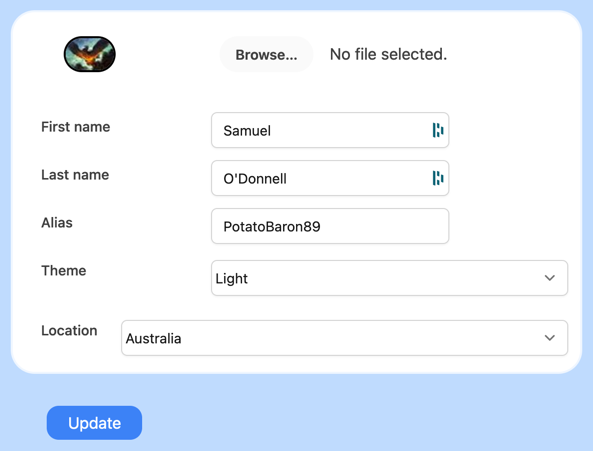 Browse... No file selected.
First name Samuel
Last name O'Donnell
Alias PotatoBaron89
Theme Light
Location Australia
Update